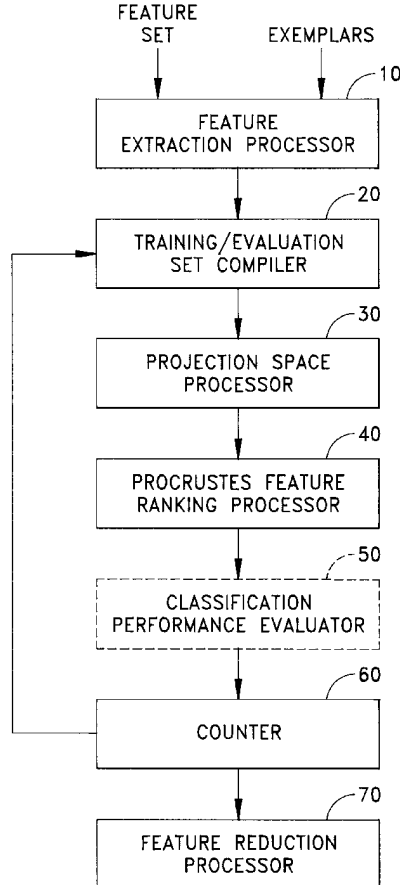 FEATURE
SET
EXEMPLARS
10
FEATURE
EXTRACTION PROCESSOR
20
TRAINING/EVALUATION
SET COMPILER
30
PROJECTION SPACE
PROCESSOR
40
PROCRUSTES FEATURE
RANKING PROCESSOR
50
CLASSIFICATION
PERFORMANCE EVALUATOR
60
COUNTER
70
FEATURE REDUCTION
PROCESSOR